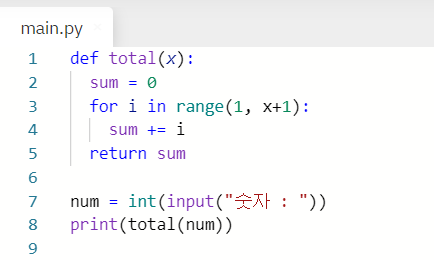 main.py
1 def total(x):
2   sum = 0
3   for i in range(1, x+1):
4     sum += i
5   return sum
6
7 num = int(input("숫자 : "))
8 print(total(num))
9